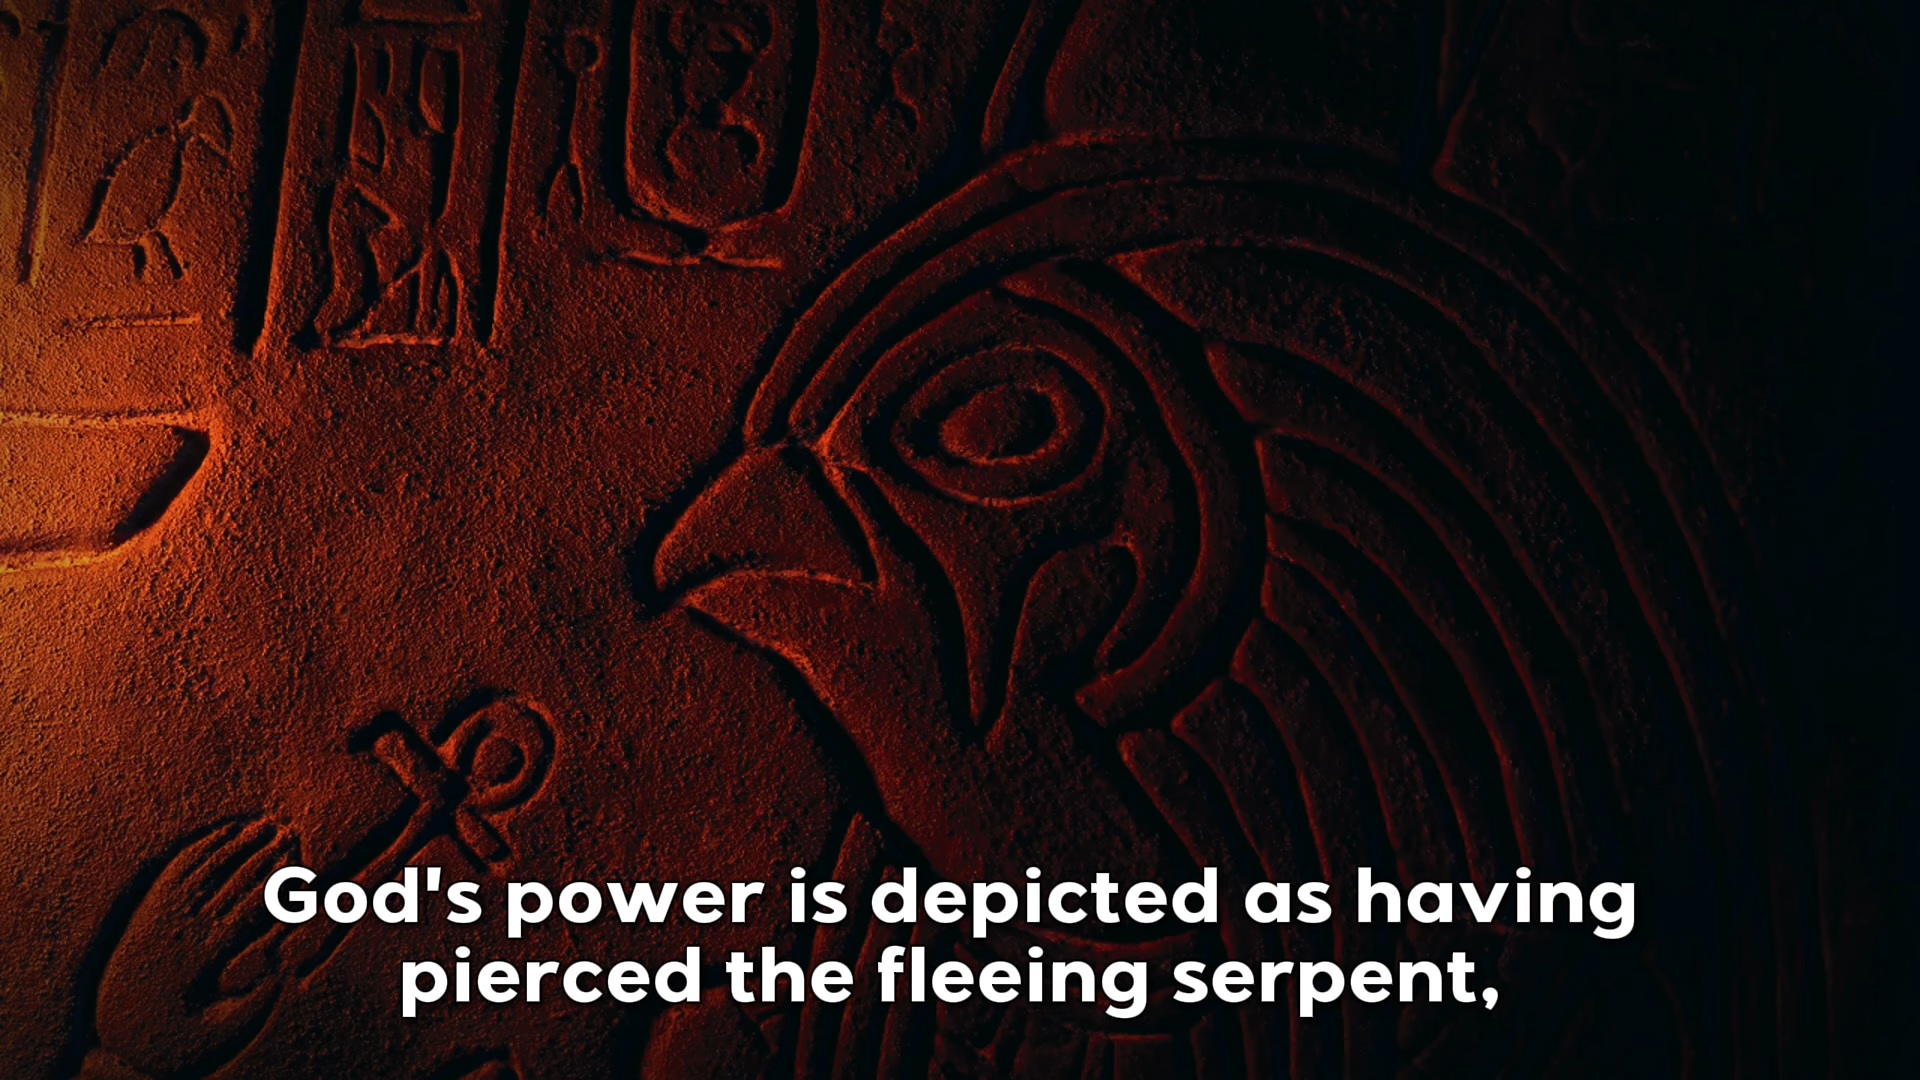 God's power is depicted as having
pierced the fleeing serpent,